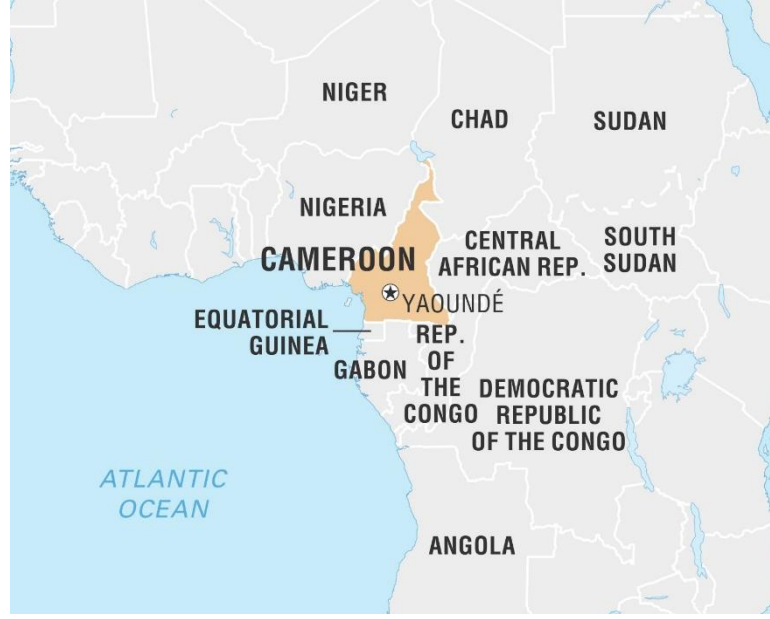 NIGER
CHAD
SUDAN
NIGERIA
CAMEROON
CENTRAL
AFRICAN REP.
SOUTH
SUDAN
YAOUNDÉ
EQUATORIAL
GUINEA
GABON
REP.
OF
THE
CONGO
DEMOCRATIC
REPUBLIC
OF THE CONGO
ATLANTIC
OCEAN
ANGOLA